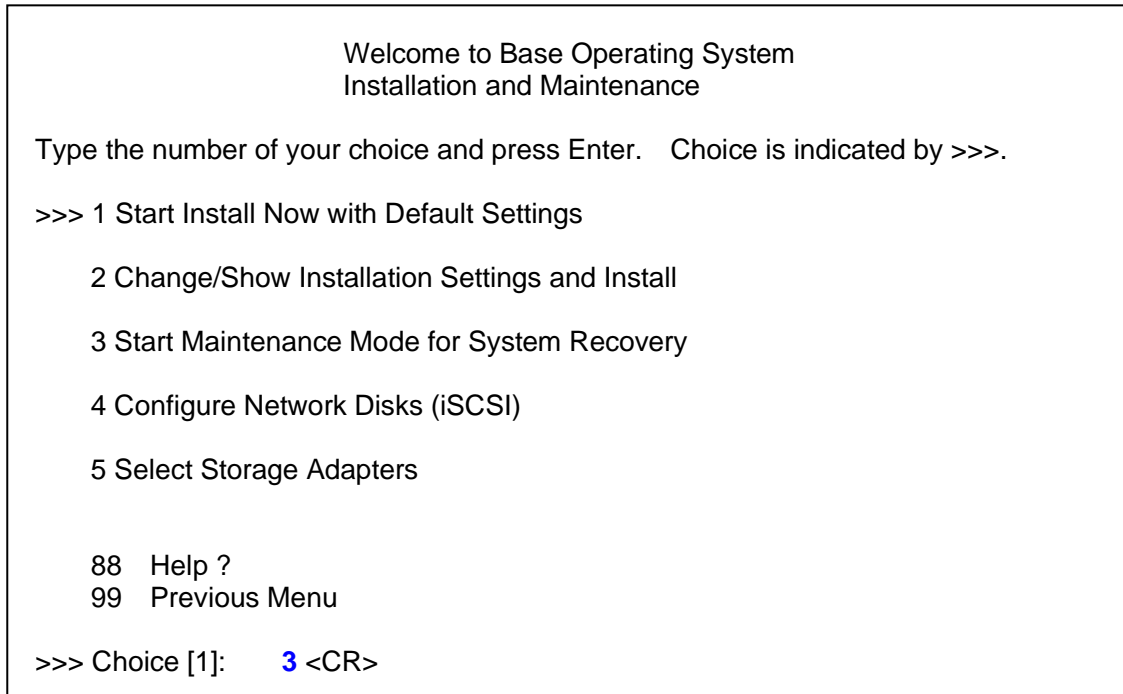 Welcome to Base Operating System
Installation and Maintenance
Type the number of your choice and press Enter. Choice is indicated by >>>.
>>> 1 Start Install Now with Default Settings
2 Change/Show Installation Settings and Install
3 Start Maintenance Mode for System Recovery
4 Configure Network Disks (iSCSI)
5 Select Storage Adapters
88 Help ?
99 Previous Menu
>>> Choice [1]: 3 <CR>